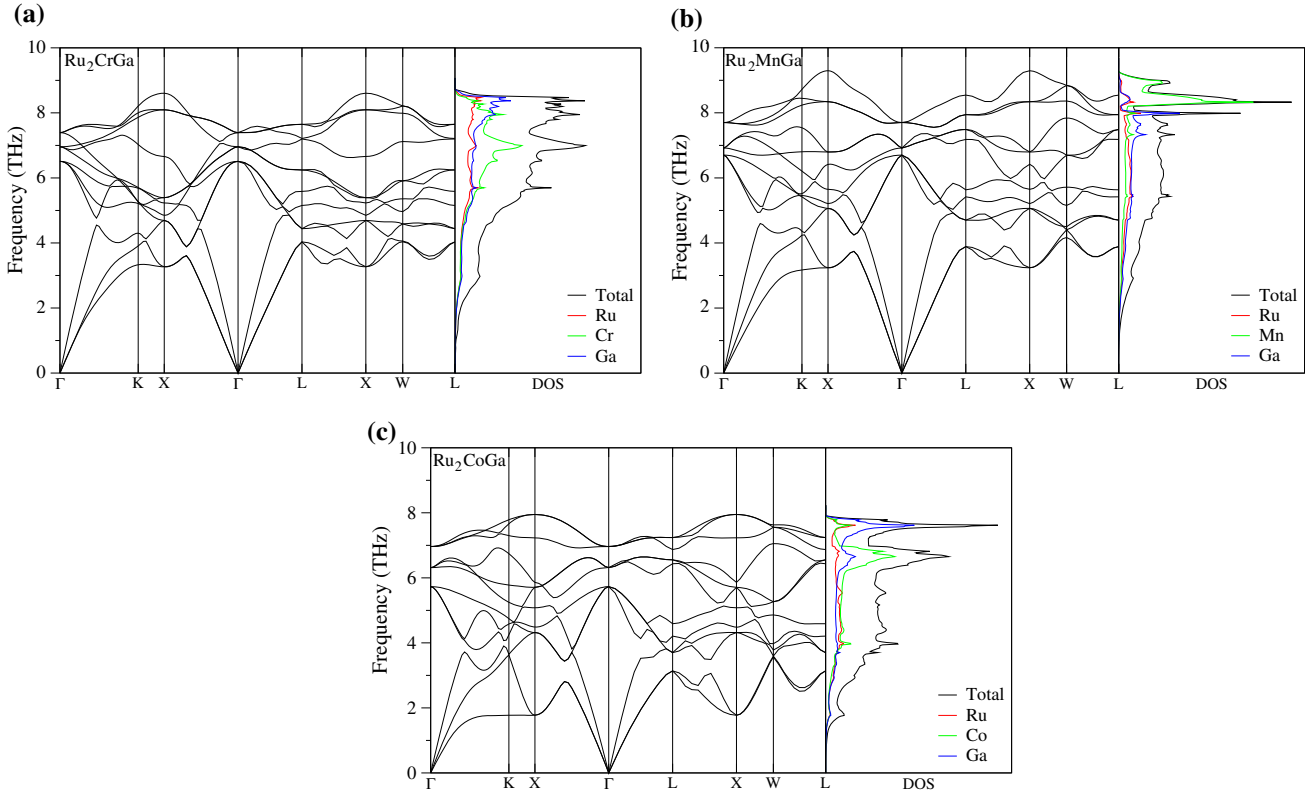 (a)
Ru2CrGa
Frequency (THz)
10
8
6
4
2
0
Γ K X Γ L X W L DOS
Total
Ru
Cr
Ga
(b)
Ru2MnGa
Frequency (THz)
10
8
6
4
2
0
Γ K X Γ L X W L DOS
Total
Ru
Mn
Ga
(c)
Ru2CoGa
Frequency (THz)
10
8
6
4
2
0
Γ K X Γ L X W L DOS
Total
Ru
Co
Ga